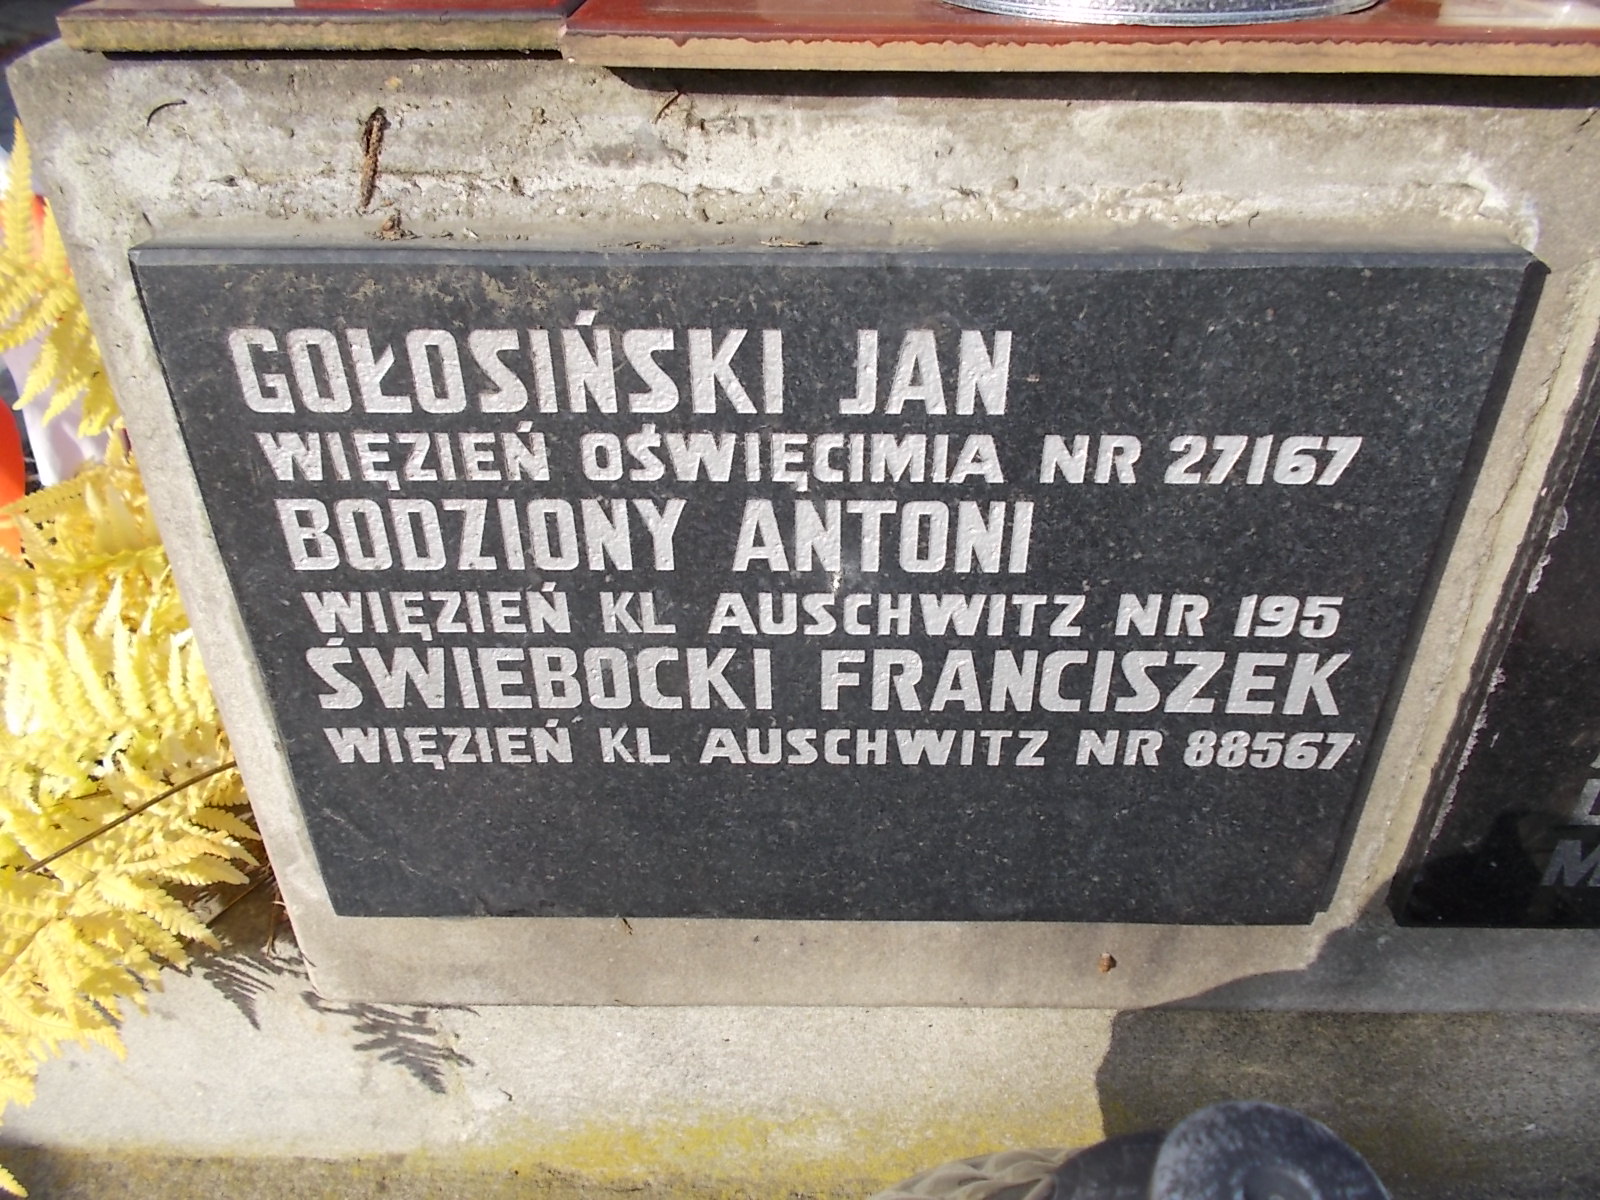 GOŁOSIŃSKI JAN
WIĘZIEŃ OŚWIĘCIMIA NR 27167
BODZIONY ANTONI
WIĘZIEŃ KL AUSCHWITZ NR 195
ŚWIEBOCKI FRANCISZEK
WIĘZIEŃ KL AUSCHWITZ NR 88567